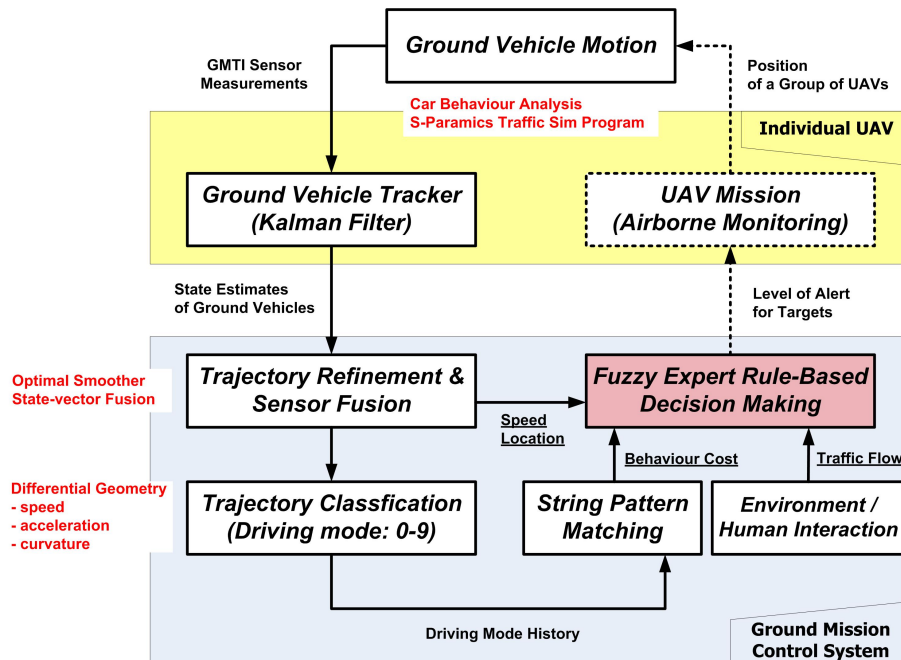 Ground Vehicle Motion
GMTI Sensor
Measurements
Position
of a Group of UAVs
Car Behaviour Analysis
S-Paramics Traffic Sim Program
Individual UAV
Ground Vehicle Tracker
(Kalman Filter)
UAV Mission
(Airborne Monitoring)
State Estimates
of Ground Vehicles
Level of Alert
for Targets
Optimal Smoother
State-vector Fusion
Trajectory Refinement &
Sensor Fusion
Fuzzy Expert Rule-Based
Decision Making
Speed
Location
Behaviour Cost
Traffic Flow
Differential Geometry
- speed
- acceleration
- curvature
Trajectory Classfication
(Driving mode: 0-9)
String Pattern
Matching
Environment /
Human Interaction
Driving Mode History
Ground Mission
Control System